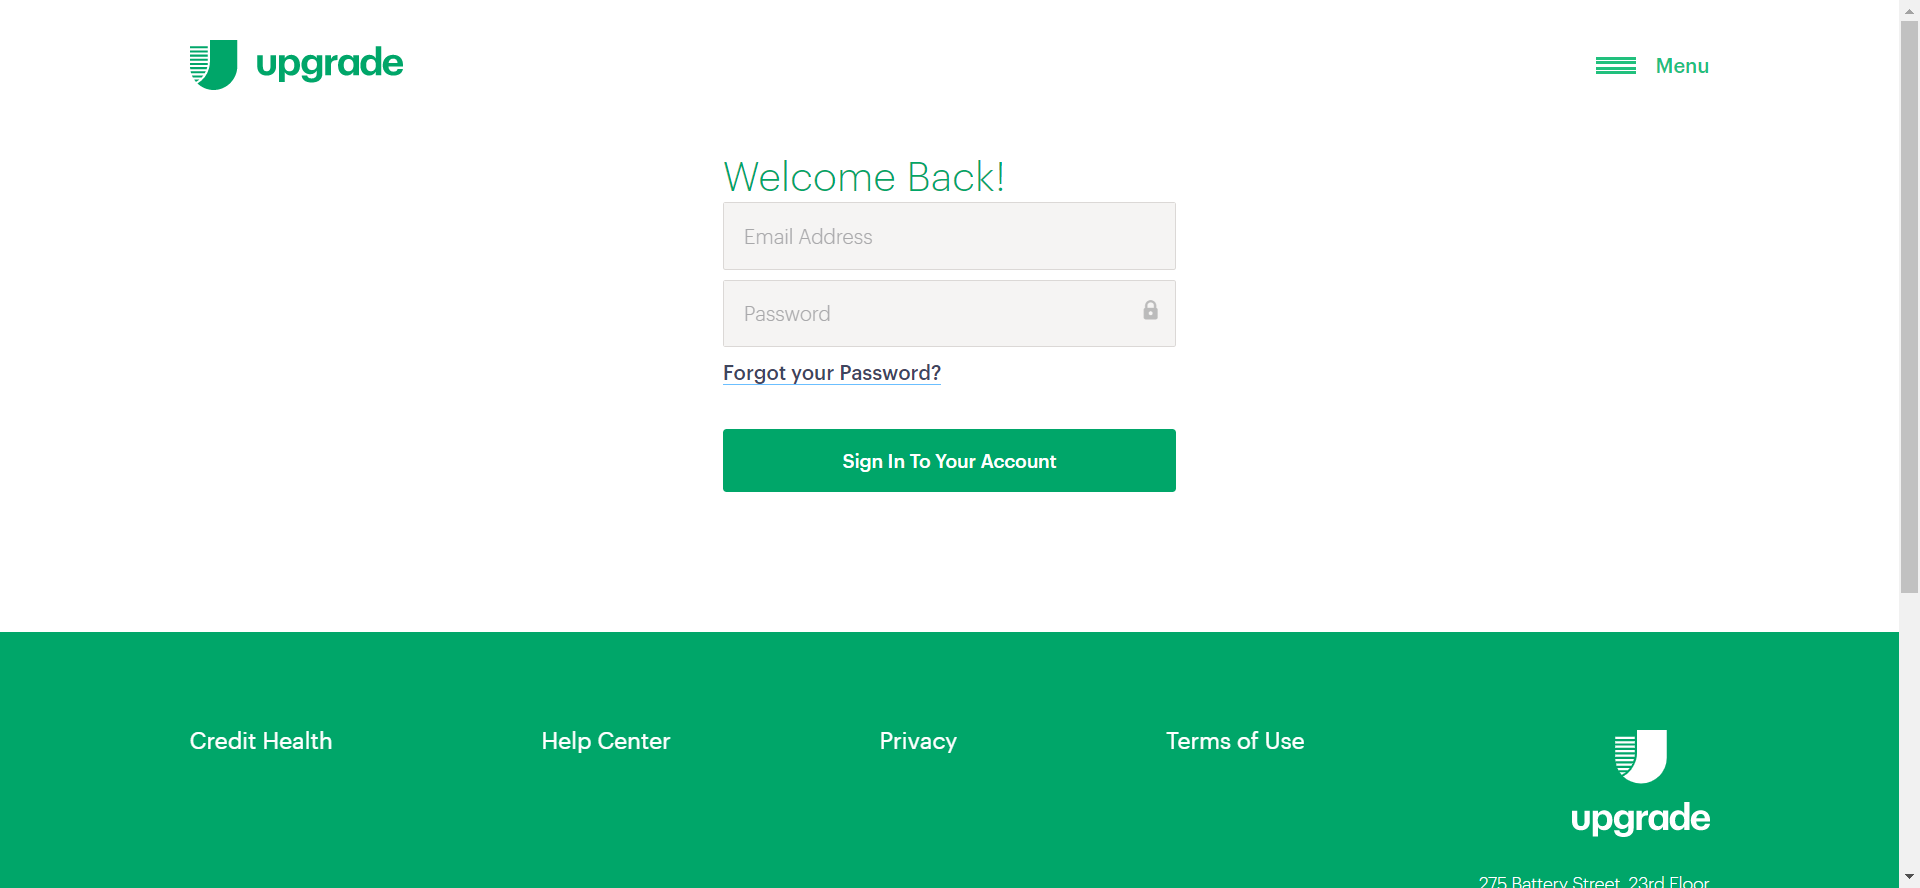 upgrade
Menu
Welcome Back!
Email Address
Password
Forgot your Password?
Sign In To Your Account
Credit Health
Help Center
Privacy
Terms of Use
upgrade
275 Battery Street, 23rd Floor